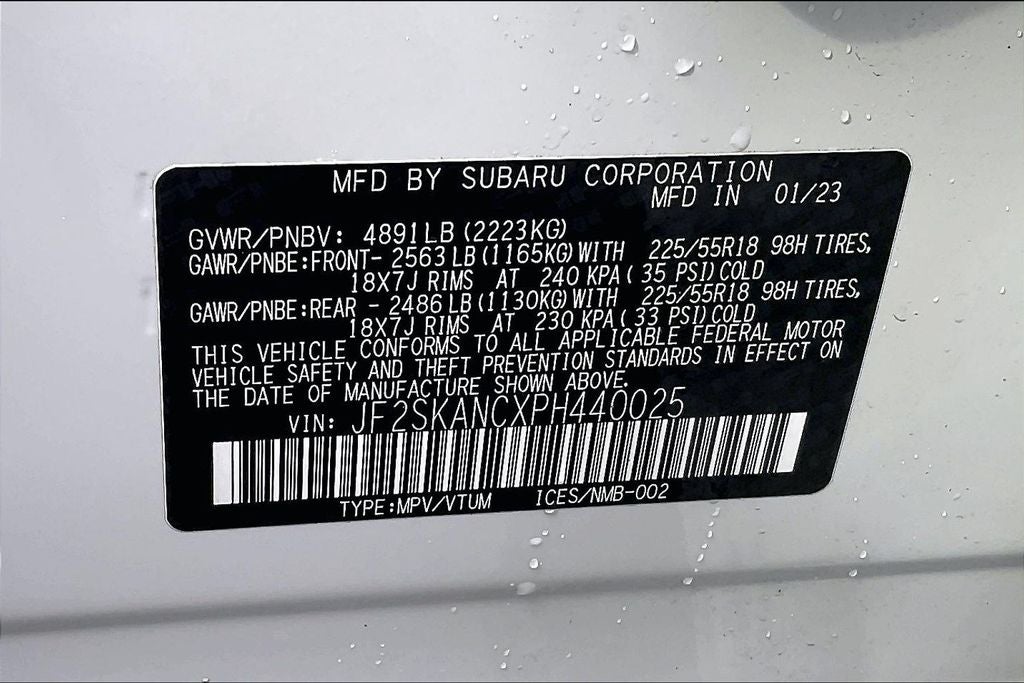 MFD BY SUBARU CORPORATION
MFD IN 01/23
GVWR/PNBV: 4891LB(2223KG)
GAWR/PNBE:FRONT- 2563LB(1165KG)WITH 225/55R18 98H TIRES,
18X7J RIMS AT 240 KPA( 35 PSI)COLD
GAWR/PNBE:REAR - 2486LB(1130KG)WITH 225/55R18 98H TIRES,
18X7J RIMS AT 230 KPA(33 PSI)COLD
THIS VEHICLE CONFORMS TO ALL APPLICABLE FEDERAL MOTOR
VEHICLE SAFETY AND THEFT PREVENTION STANDARDS IN EFFECT ON
THE DATE OF MANUFACTURE SHOWN ABOVE.
VIN: JF2SKANCXPH440025
TYPE:MPV/VTUM ICES/NMB-002